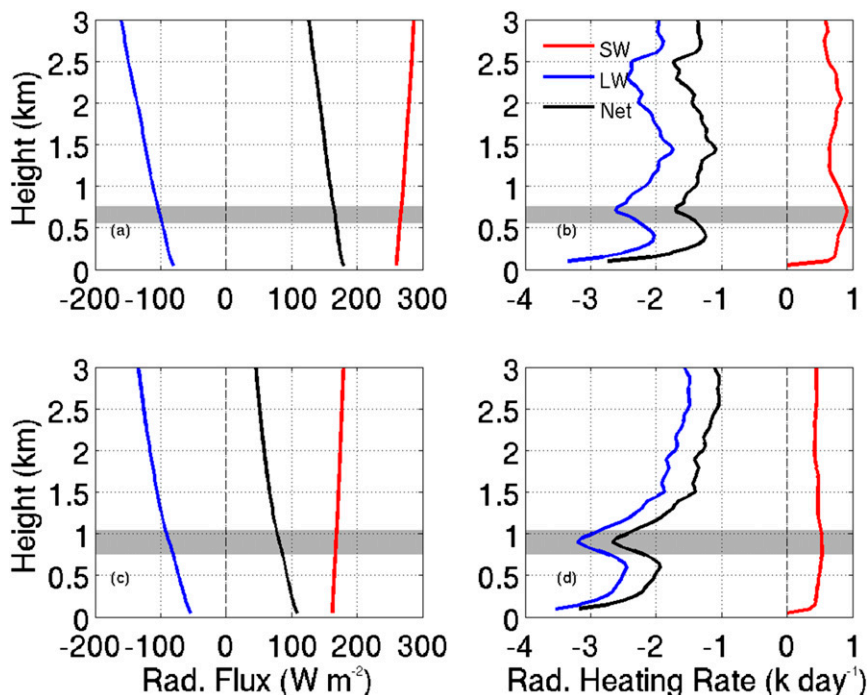 3
2.5
2
1.5
1
0.5
0
Height (km)
(a)
-200 -100 0 100 200 300
3
2.5
2
1.5
1
0.5
0
SW
LW
Net
(b)
-4 -3 -2 -1 0 1
3
2.5
2
1.5
1
0.5
0
Height (km)
(c)
-200 -100 0 100 200 300
Rad. Flux (W m⁻²)
3
2.5
2
1.5
1
0.5
0
(d)
-4 -3 -2 -1 0 1
Rad. Heating Rate (k day⁻¹)